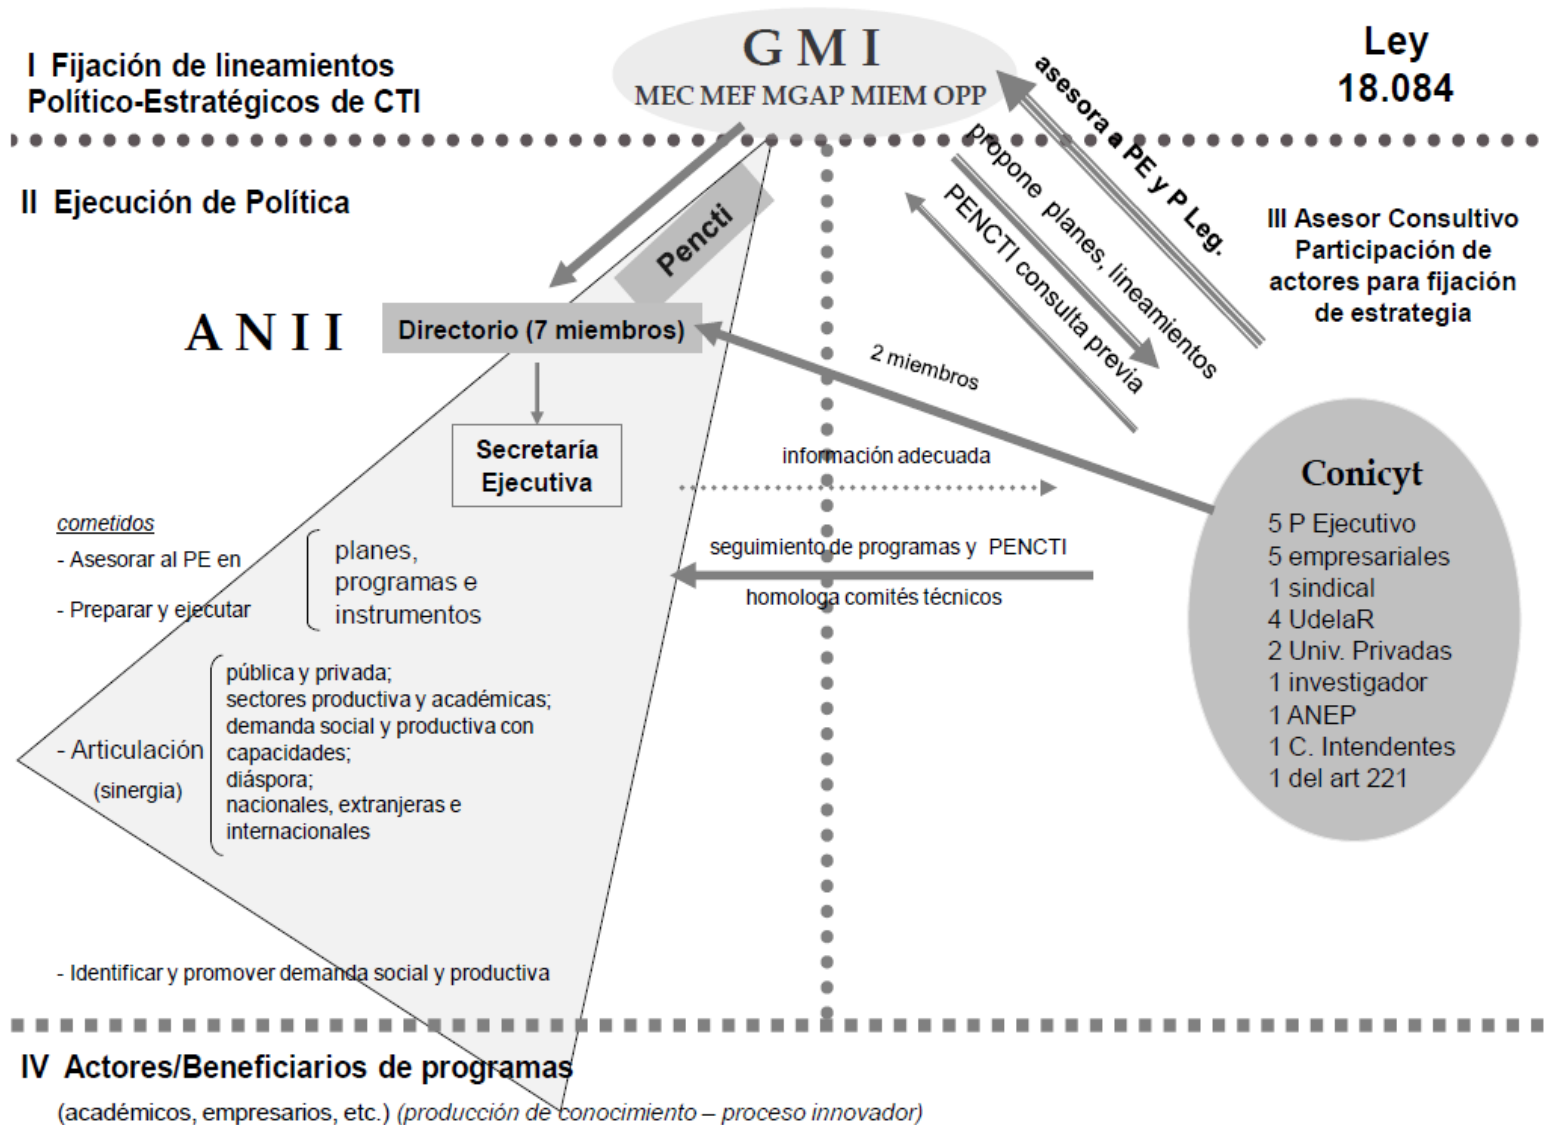 G M I
MEC MEF MGAP MIEM OPP
Ley
18.084
I Fijación de lineamientos
Político-Estratégicos de CTI
asesora a PE y P Leg.
propone planes, lineamientos
PENCTI consulta previa
II Ejecución de Política
Pencti
III Asesor Consultivo
Participación de
actores para fijación
de estrategia
A N I I
Directorio (7 miembros)
2 miembros
Secretaría
Ejecutiva
información adecuada
seguimiento de programas y PENCTI
homologa comités técnicos
Conicyt
5 P Ejecutivo
5 empresariales
1 sindical
4 UdelaR
2 Univ. Privadas
1 investigador
1 ANEP
1 C. Intendentes
1 del art 221
cometidos
- Asesorar al PE en
- Preparar y ejecutar
planes,
programas e
instrumentos
- Articulación
(sinergia)
pública y privada;
sectores productiva y académicas;
demanda social y productiva con
capacidades;
diáspora;
nacionales, extranjeras e
internacionales
- Identificar y promover demanda social y productiva
IV Actores/Beneficiarios de programas
(académicos, empresarios, etc.) (producción de conocimiento – proceso innovador)